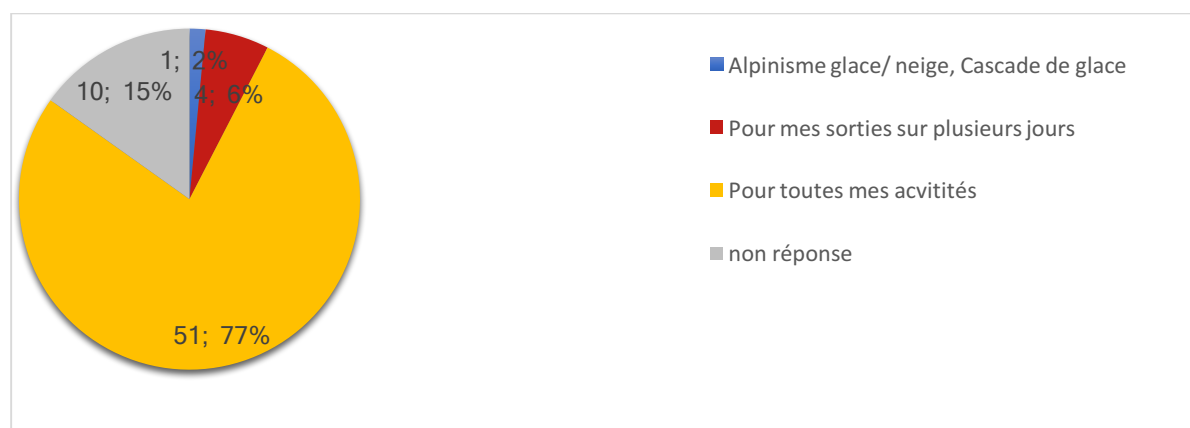 1; 2%
4; 6%
10; 15%
51; 77%
Alpinisme glace/ neige, Cascade de glace
Pour mes sorties sur plusieurs jours
Pour toutes mes acvitités
non réponse